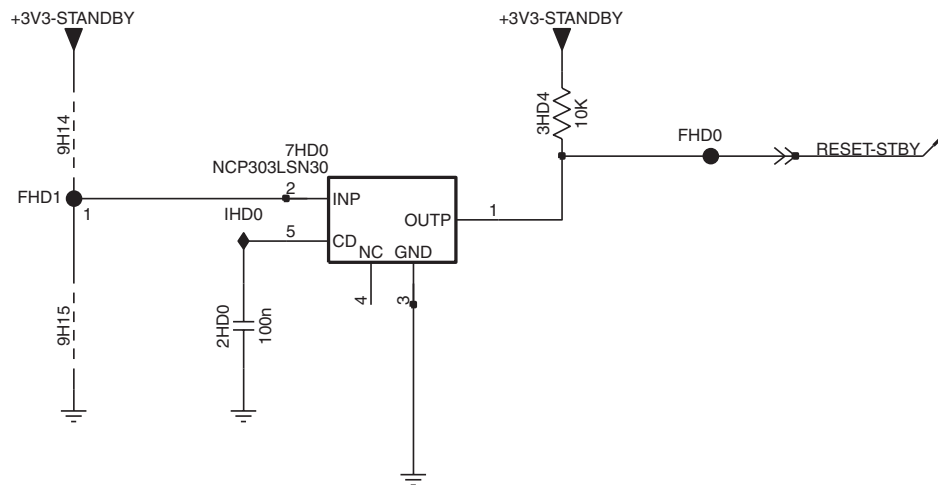 +3V3-STANDBY
+3V3-STANDBY
9H14
3HD4
10K
7HD0
NCP303LSN30
FHD0
RESET-STBY
FHD1
1
2
INP
IHD0
OUTP
1
5
CD
NC
GND
4
3
9H15
2HD0
100n